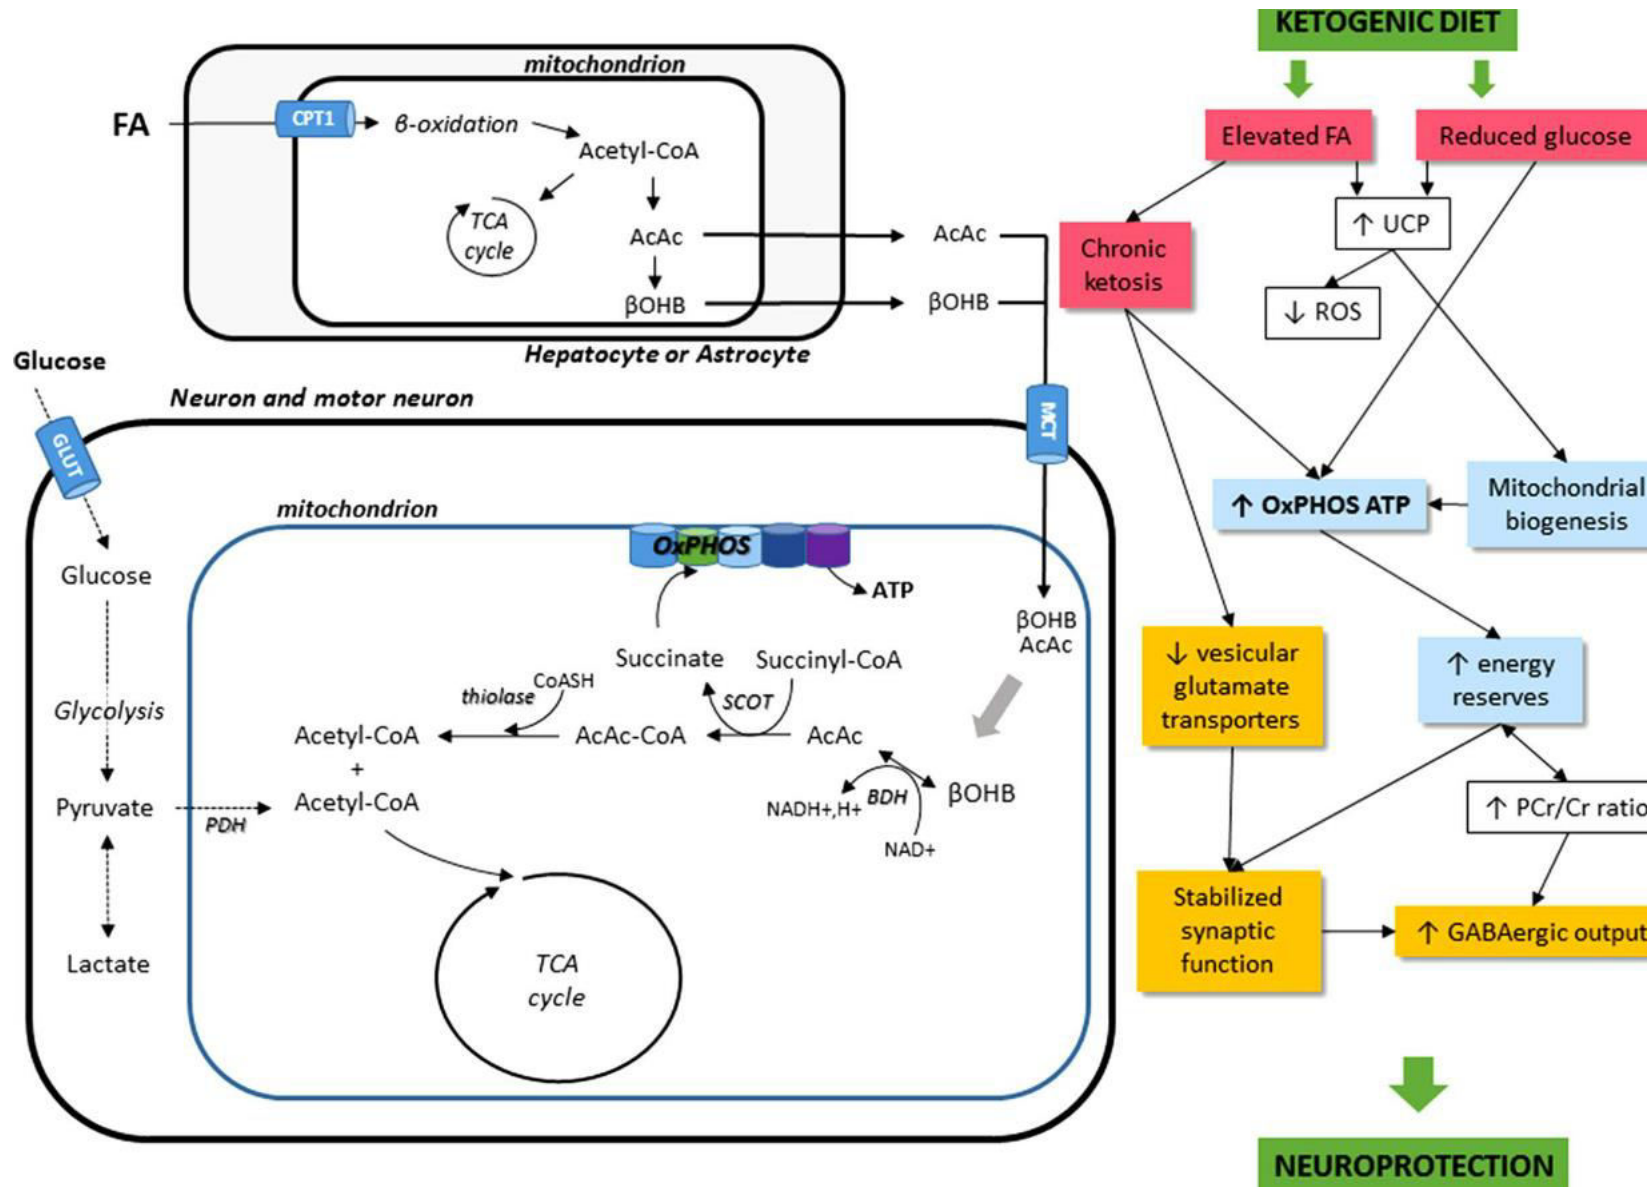 mitochondrion
FA
CPT1
β-oxidation
Acetyl-CoA
TCA
cycle
AcAc
βOHB
AcAc
βOHB
Hepatocyte or Astrocyte
Glucose
GLUT
Neuron and motor neuron
MCT
mitochondrion
OxPHOS
ATP
βOHB
AcAc
Glucose
Glycolysis
Pyruvate
Lactate
PDH
Succinate
Succinyl-CoA
CoASH
thiolase
SCOT
Acetyl-CoA
+
Acetyl-CoA
AcAc-CoA
AcAc
βOHB
NADH+,H+
BDH
NAD+
TCA
cycle
KETOGENIC DIET
Elevated FA
Reduced glucose
Chronic
ketosis
↑ UCP
↓ ROS
↑ OxPHOS ATP
Mitochondrial
biogenesis
↓ vesicular
glutamate
transporters
↑ energy
reserves
↑ PCr/Cr ratio
Stabilized
synaptic
function
↑ GABAergic output
NEUROPROTECTION